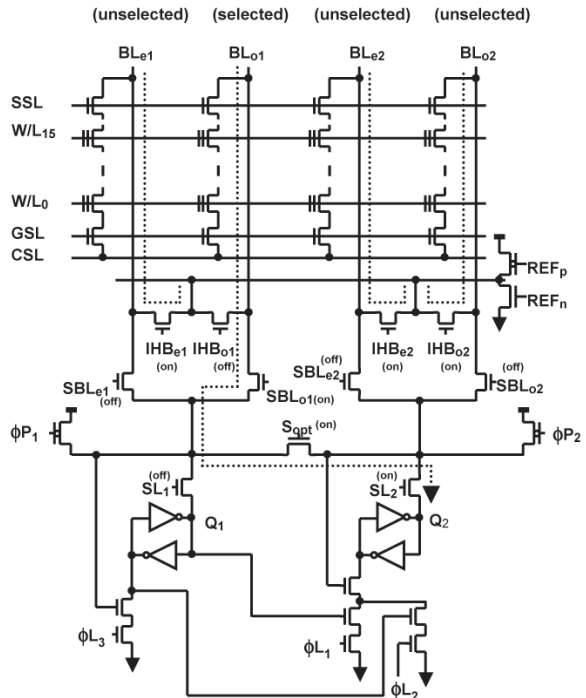 (unselected) (selected) (unselected) (unselected)
BLe1 BLo1 BLe2 BLo2
SSL
W/L15
W/L0
GSL
CSL
REFp
REFn
IHBe1 IHBo1 IHBe2 IHBo2
(on) (off) (on) (on)
(off) (off)
SBLe1 SBLo1(on) SBLe2 SBLo2
(off)
Sopt (on)
ϕP1 ϕP2
(off) (on)
SL1 SL2
Q1 Q2
ϕL3 ϕL1
ϕL2